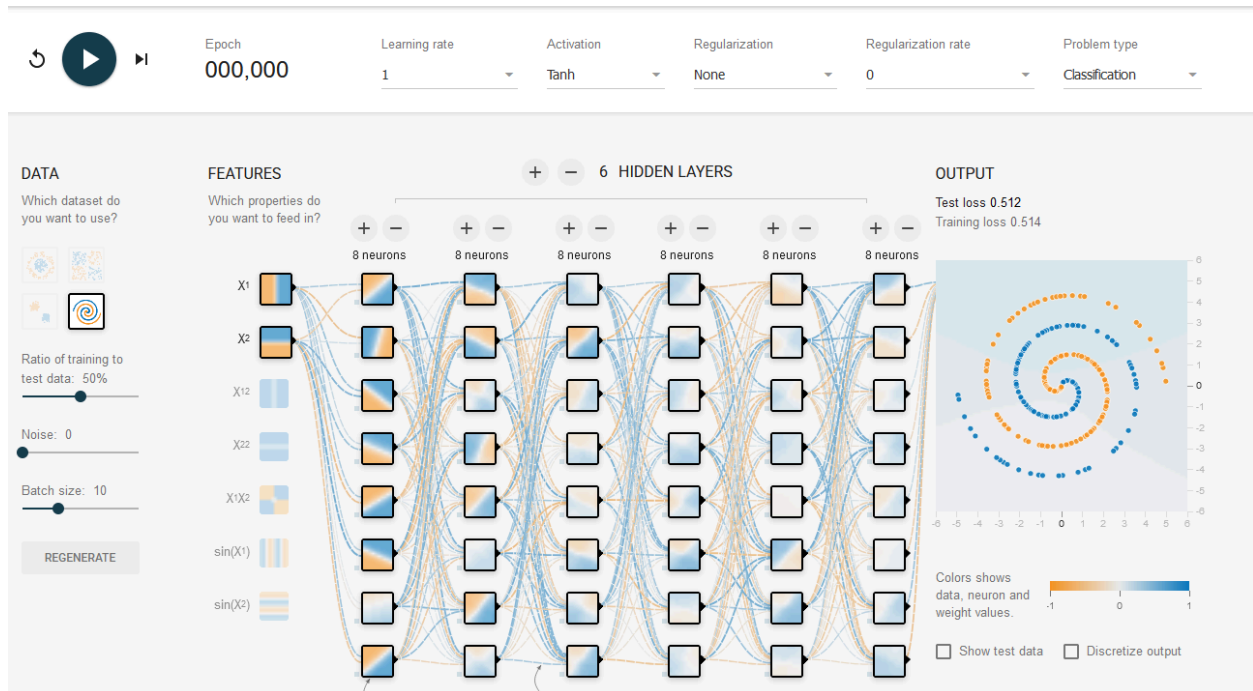 Epoch
000,000
Learning rate
1
Activation
Tanh
Regularization
None
Regularization rate
0
Problem type
Classification
DATA
Which dataset do
you want to use?
Ratio of training to
test data: 50%
Noise: 0
Batch size: 10
REGENERATE
FEATURES
Which properties do
you want to feed in?
X1
X2
X12
X22
X1X2
sin(X1)
sin(X2)
+ − 6 HIDDEN LAYERS
+ − + − + − + − + − + −
8 neurons 8 neurons 8 neurons 8 neurons 8 neurons 8 neurons
OUTPUT
Test loss 0.512
Training loss 0.514
6
5
4
3
2
1
0
-1
-2
-3
-4
-5
-6
-6 -5 -4 -3 -2 -1 0 1 2 3 4 5 6
Colors shows
data, neuron and
weight values.
-1 0 1
Show test data Discretize output